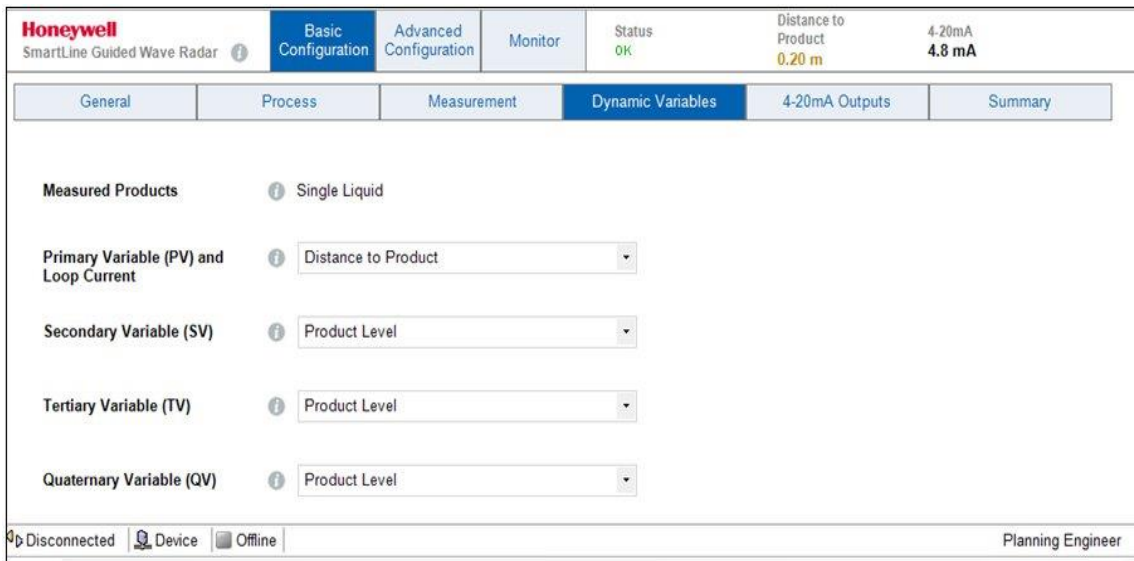 Honeywell
SmartLine Guided Wave Radar
Basic Configuration
Advanced Configuration
Monitor
Status
OK
Distance to Product
0.20 m
4-20mA
4.8 mA
General
Process
Measurement
Dynamic Variables
4-20mA Outputs
Summary
Measured Products
Single Liquid
Primary Variable (PV) and
Loop Current
Distance to Product
Secondary Variable (SV)
Product Level
Tertiary Variable (TV)
Product Level
Quaternary Variable (QV)
Product Level
Disconnected
Device
Offline
Planning Engineer